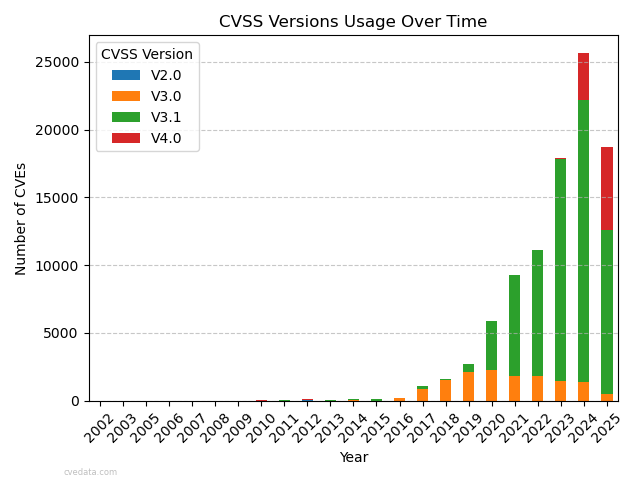 CVSS Versions Usage Over Time
CVSS Version
V2.0
V3.0
V3.1
V4.0
Number of CVEs
25000
20000
15000
10000
5000
0
2002 2003 2005 2006 2007 2008 2009 2010 2011 2012 2013 2014 2015 2016 2017 2018 2019 2020 2021 2022 2023 2024 2025
Year
cvedata.com